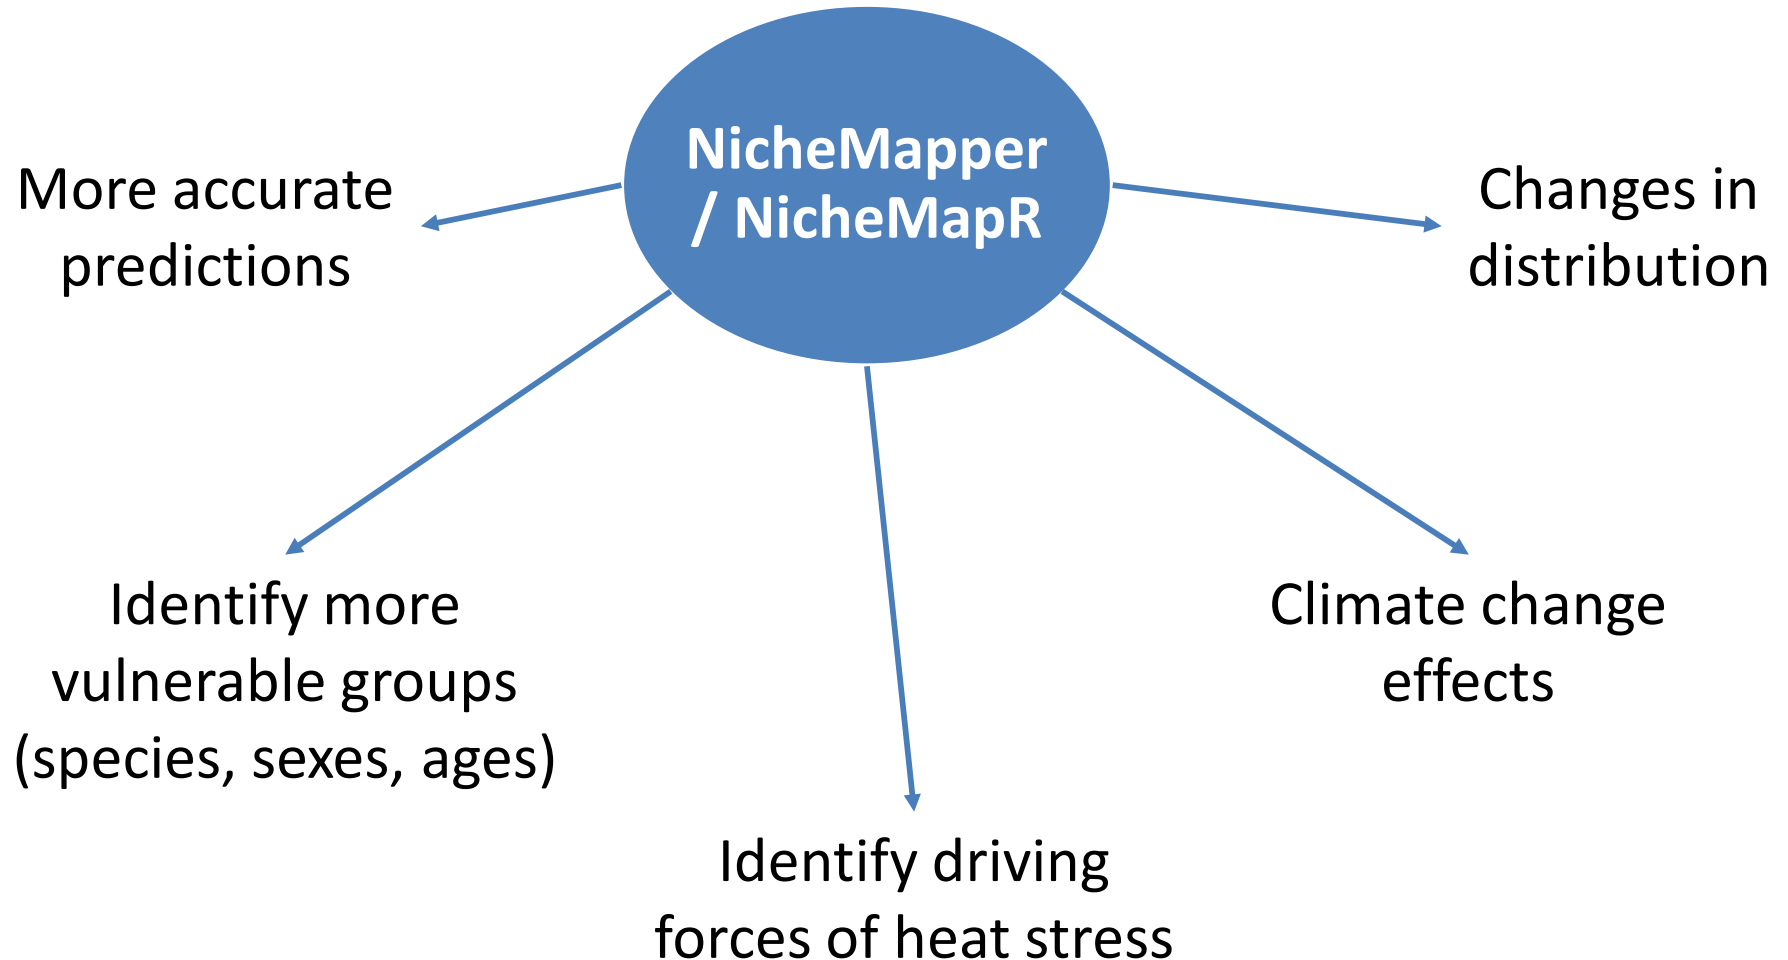 NicheMapper
/ NicheMapR
More accurate
predictions
Changes in
distribution
Identify more
vulnerable groups
(species, sexes, ages)
Climate change
effects
Identify driving
forces of heat stress